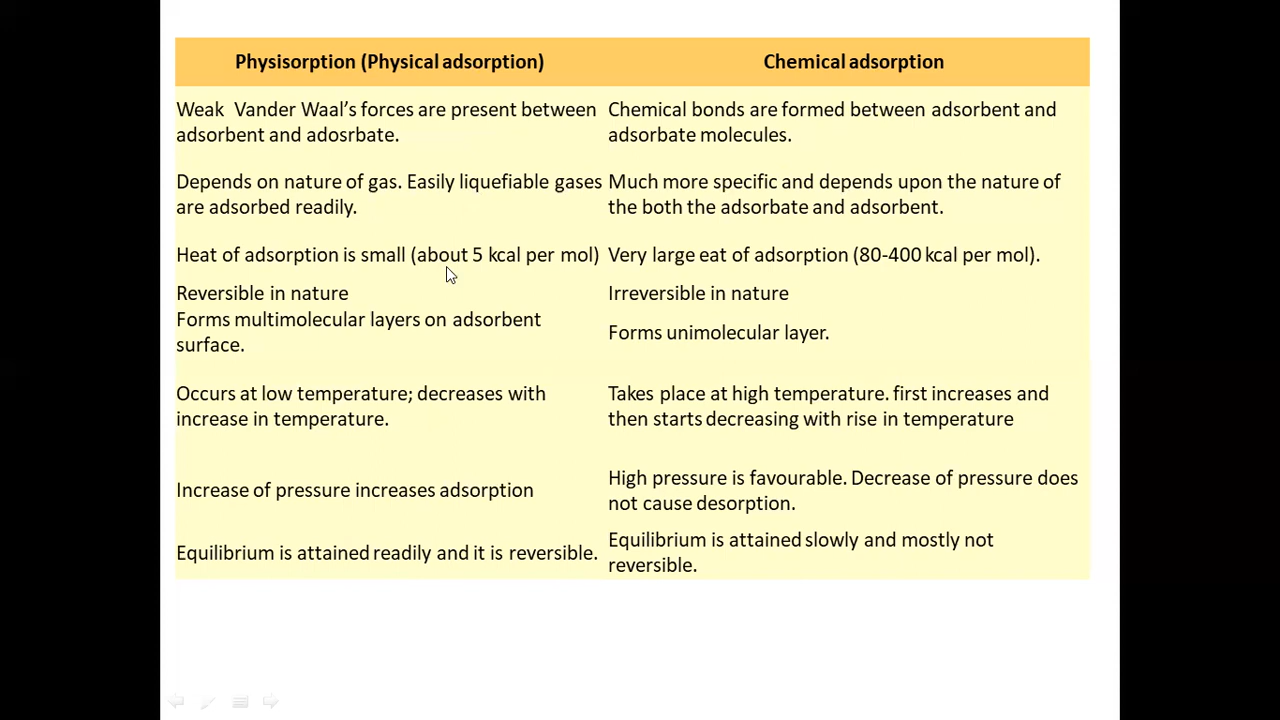 Physisorption (Physical adsorption)
Chemical adsorption
Weak Vander Waal's forces are present between
adsorbent and adosrbate.
Chemical bonds are formed between adsorbent and
adsorbate molecules.
Depends on nature of gas. Easily liquefiable gases
are adsorbed readily.
Much more specific and depends upon the nature of
the both the adsorbate and adsorbent.
Heat of adsorption is small (about 5 kcal per mol)
Very large eat of adsorption (80-400 kcal per mol).
Reversible in nature
Irreversible in nature
Forms multimolecular layers on adsorbent
surface.
Forms unimolecular layer.
Occurs at low temperature; decreases with
increase in temperature.
Takes place at high temperature. first increases and
then starts decreasing with rise in temperature
Increase of pressure increases adsorption
High pressure is favourable. Decrease of pressure does
not cause desorption.
Equilibrium is attained readily and it is reversible.
Equilibrium is attained slowly and mostly not
reversible.